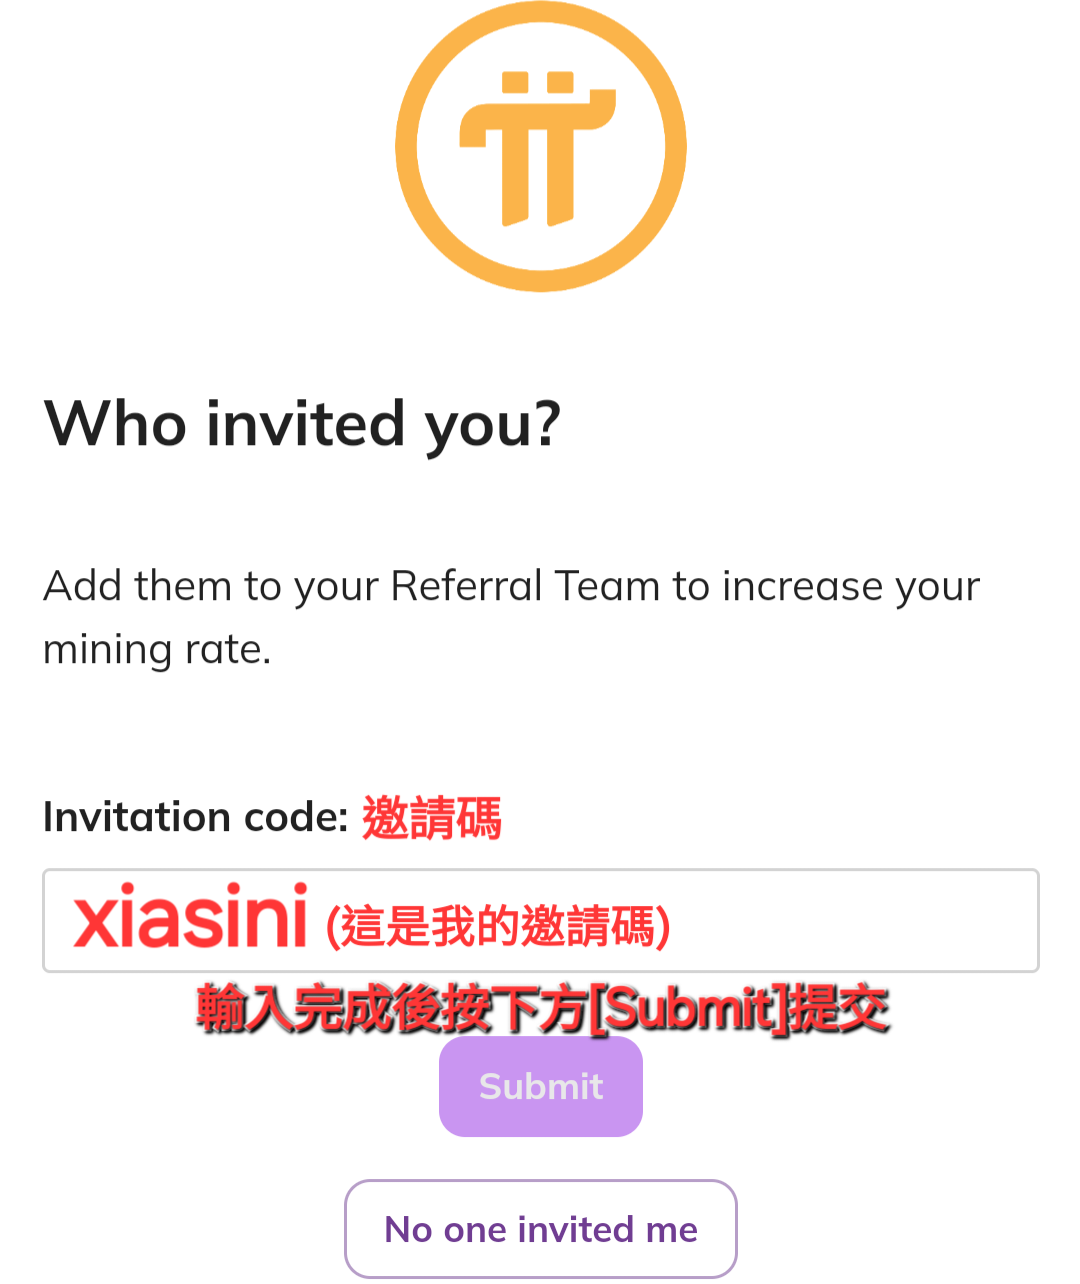 Who invited you?
Add them to your Referral Team to increase your
mining rate.
Invitation code: 邀請碼
xiasini (這是我的邀請碼)
輸入完成後按下方[Submit]提交
Submit
No one invited me